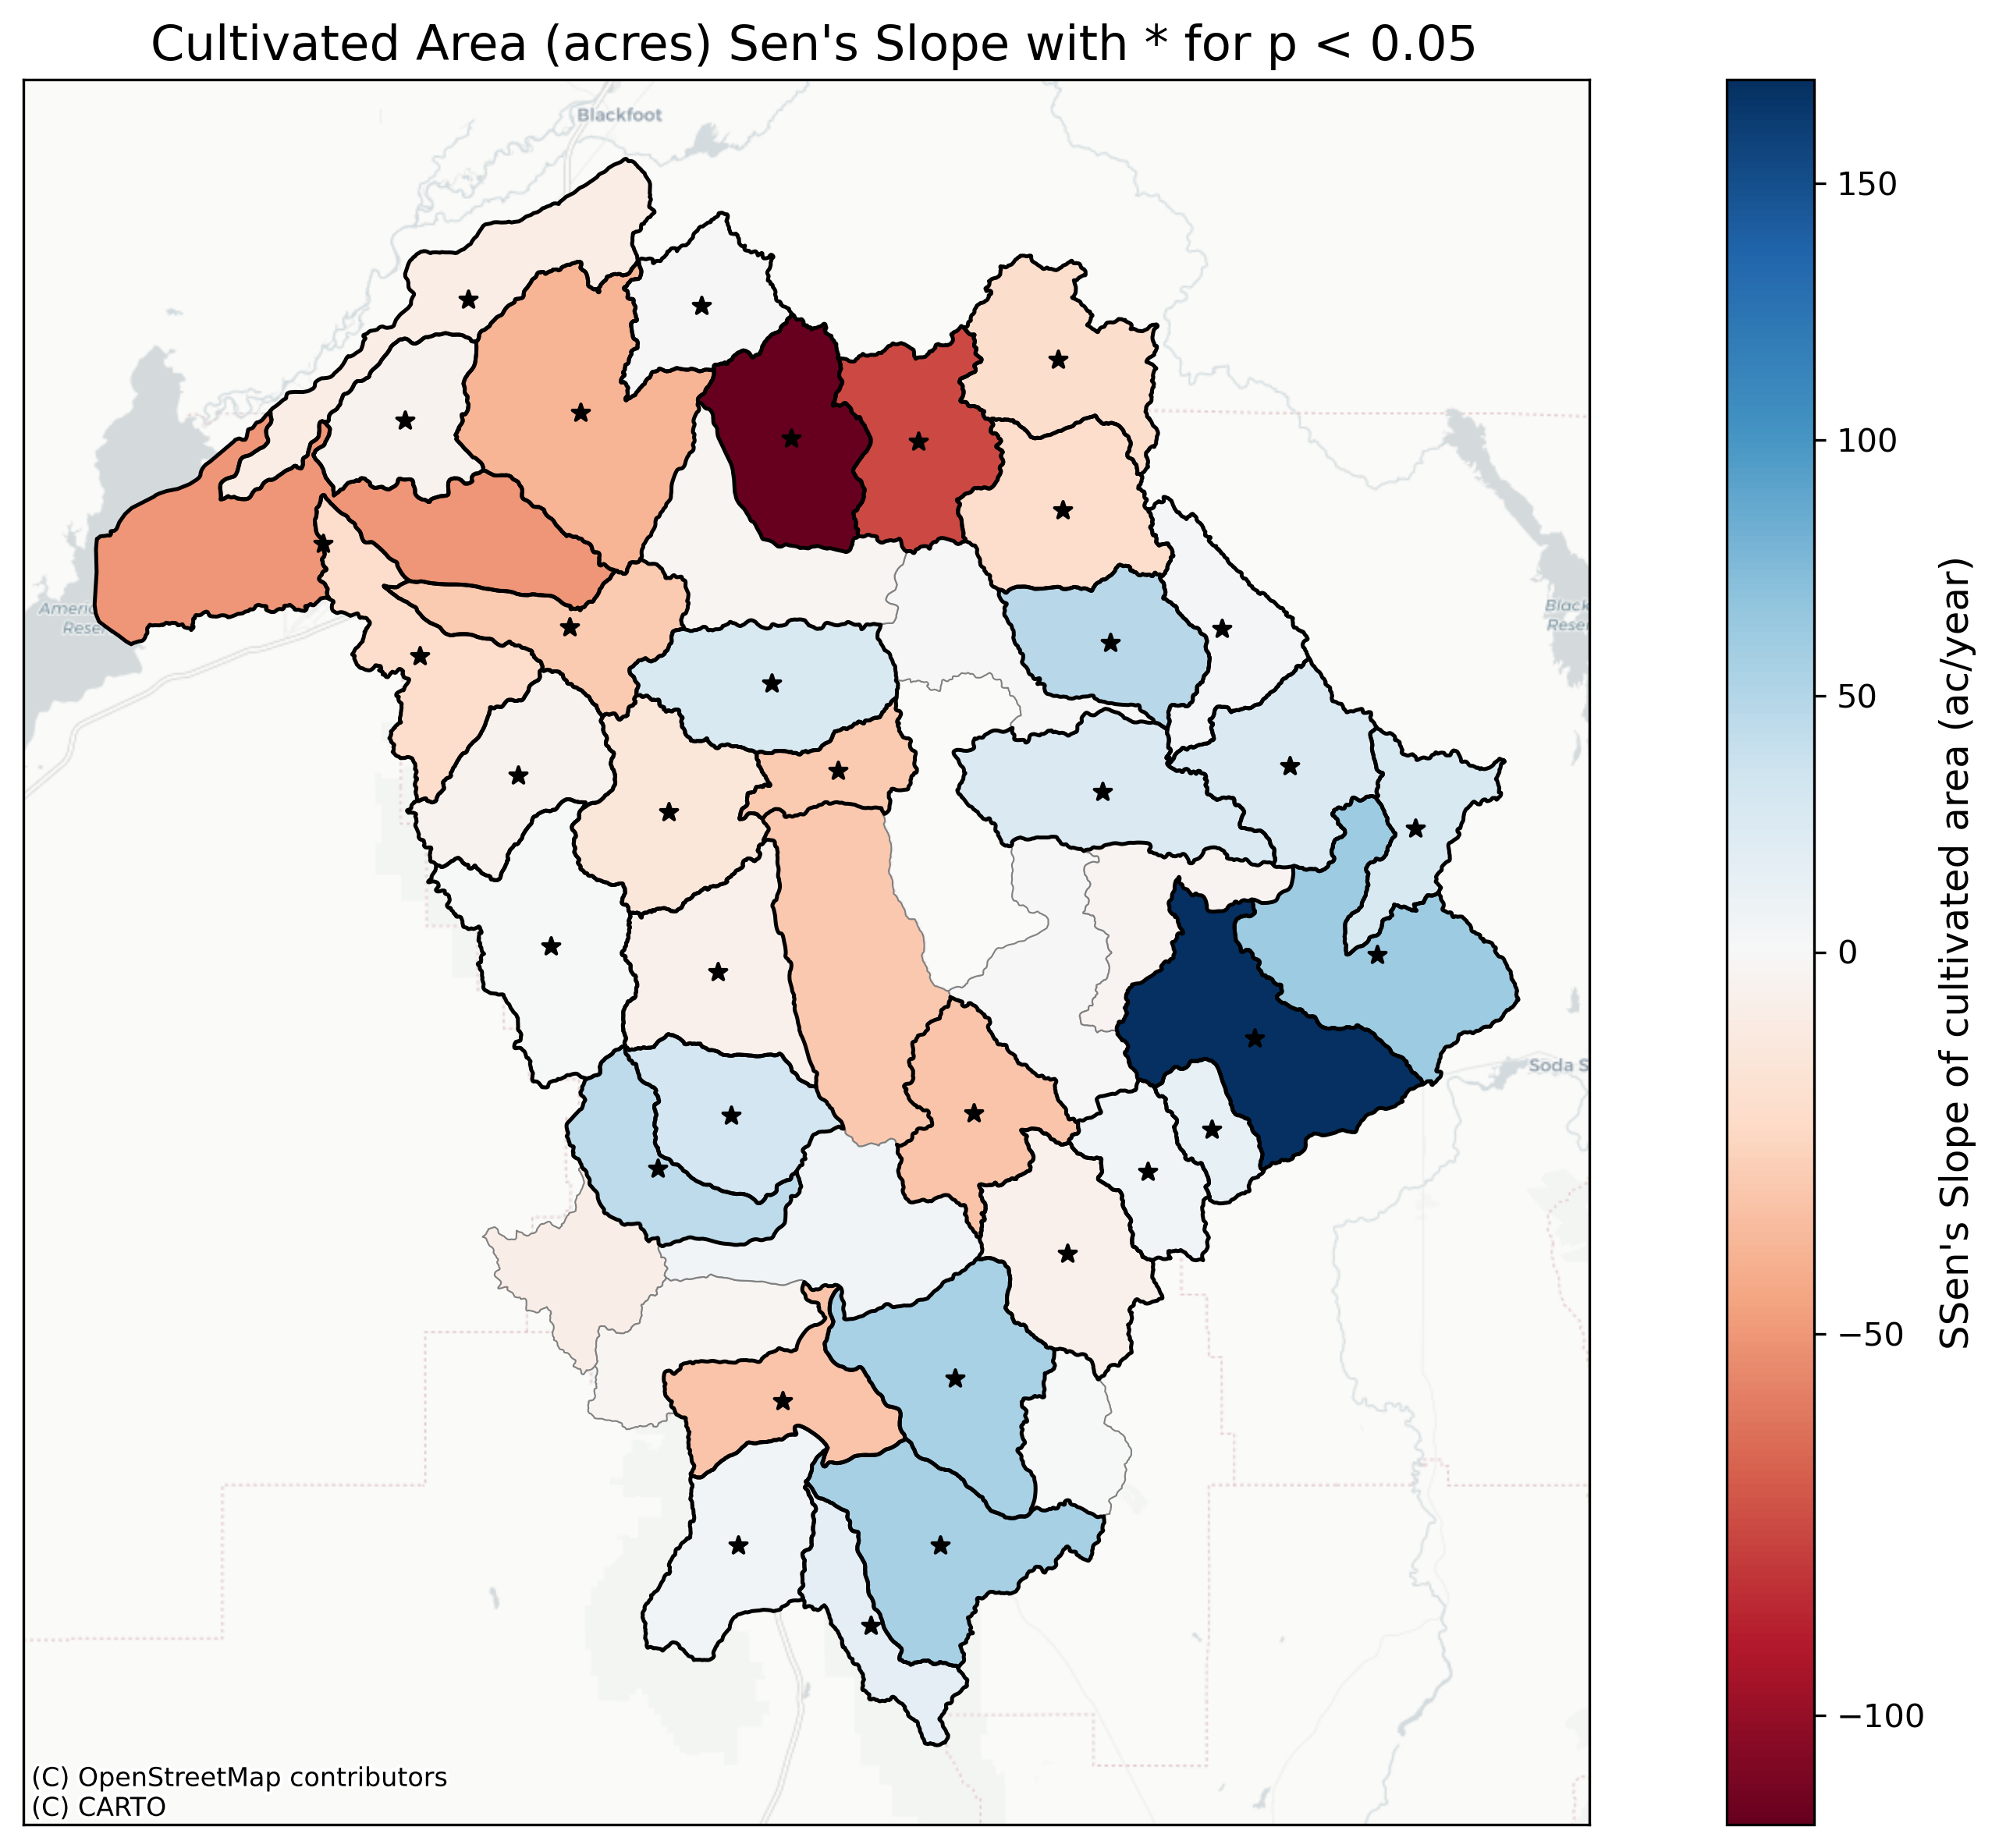 Cultivated Area (acres) Sen's Slope with * for p < 0.05
Blackfoot
Americ
Reser
Black
Rese
Soda S
150
100
50
0
−50
−100
SSen's Slope of cultivated area (ac/year)
(C) OpenStreetMap contributors
(C) CARTO